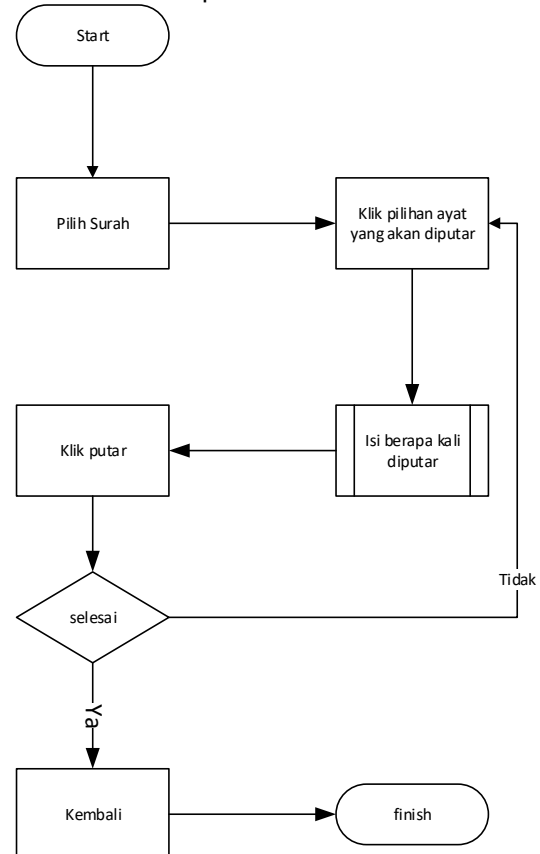 Start
Pilih Surah
Klik pilihan ayat
yang akan diputar
Isi berapa kali
diputar
Klik putar
selesai
Tidak
Ya
Kembali
finish